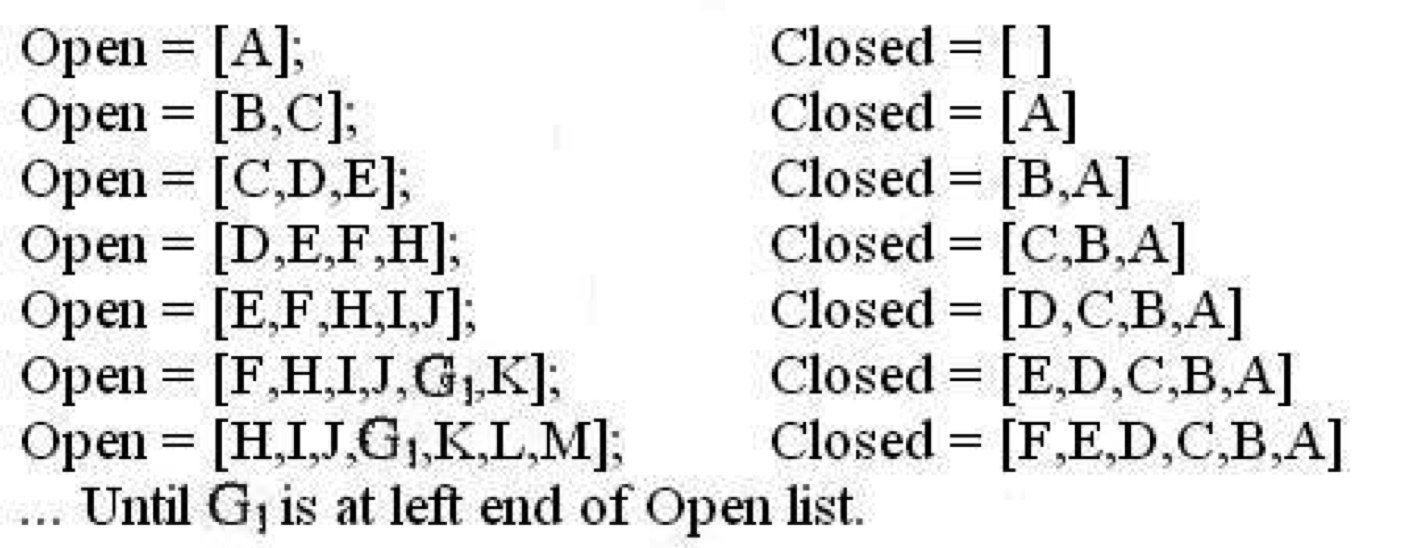 Open = [A]; Closed = [ ]
Open = [B,C]; Closed = [A]
Open = [C,D,E]; Closed = [B,A]
Open = [D,E,F,H]; Closed = [C,B,A]
Open = [E,F,H,I,J]; Closed = [D,C,B,A]
Open = [F,H,I,J,G₁,K]; Closed = [E,D,C,B,A]
Open = [H,I,J,G₁,K,L,M]; Closed = [F,E,D,C,B,A]
... Until G₁ is at left end of Open list.